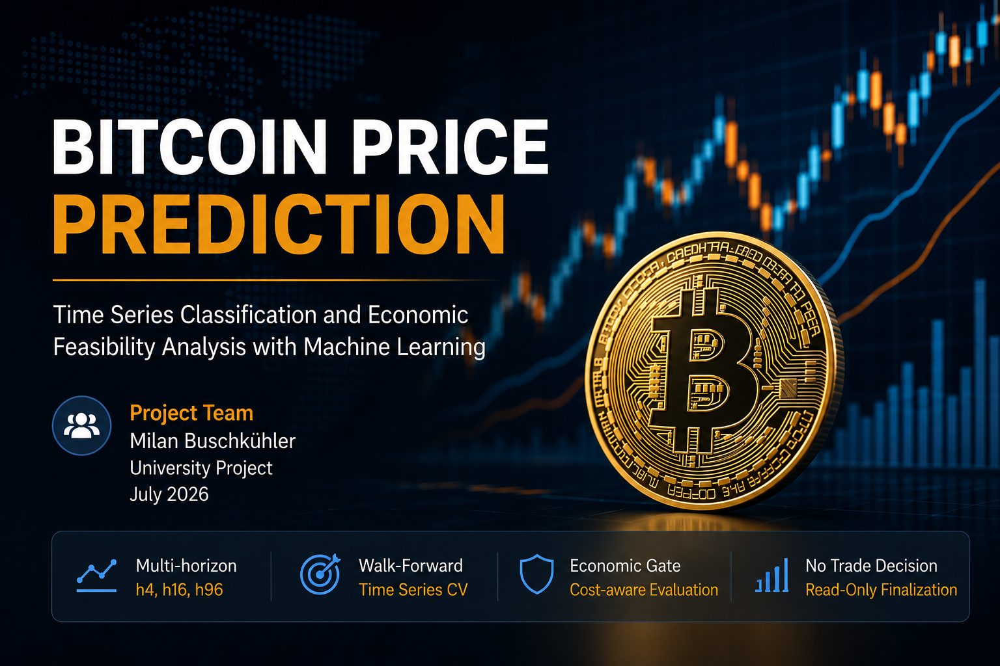 BITCOIN PRICE
PREDICTION
Time Series Classification and Economic
Feasibility Analysis with Machine Learning
Project Team
Milan Buschkühler
University Project
July 2026
Multi-horizon
h4, h16, h96
Walk-Forward
Time Series CV
Economic Gate
Cost-aware Evaluation
No Trade Decision
Read-Only Finalization